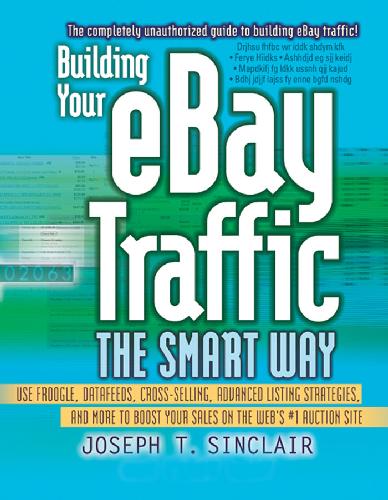 The completely unauthorized guide to building eBay traffic!
Building
Your
eBay
Traffic
THE SMART WAY
02063
USE FROOGLE, DATAFEEDS, CROSS-SELLING, ADVANCED LISTING STRATEGIES,
AND MORE TO BOOST YOUR SALES ON THE WEB'S #1 AUCTION SITE
JOSEPH T. SINCLAIR